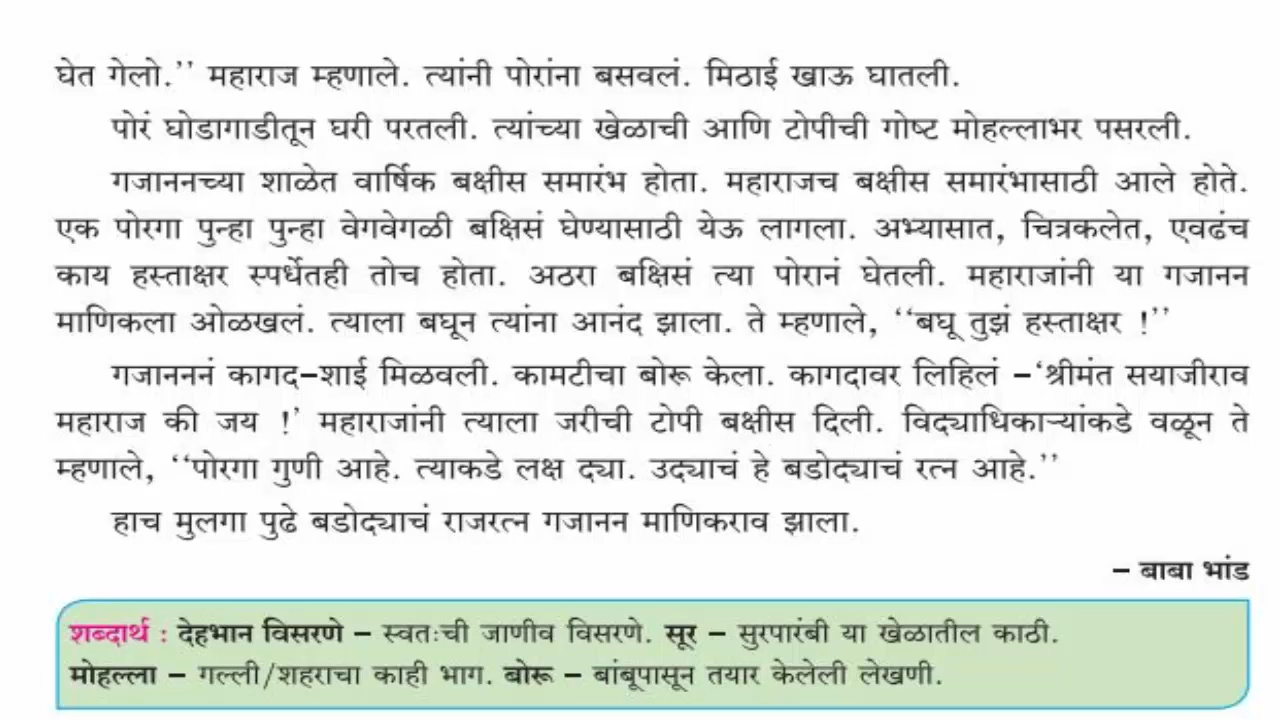 घेत गेलो.’’ महाराज म्हणाले. त्यांनी पोरांना बसवलं. मिठाई खाऊ घातली.
पोरं घोडागाडीतून घरी परतली. त्यांच्या खेळाची आणि टोपीची गोष्ट मोहल्लाभर पसरली.
गजाननच्या शाळेत वार्षिक बक्षीस समारंभ होता. महाराजच बक्षीस समारंभासाठी आले होते.
एक पोरगा पुन्हा पुन्हा वेगवेगळी बक्षिसं घेण्यासाठी येऊ लागला. अभ्यासात, चित्रकलेत, एवढंच
काय हस्ताक्षर स्पर्धेतही तोच होता. अठरा बक्षिसं त्या पोरानं घेतली. महाराजांनी या गजानन
माणिकला ओळखलं. त्याला बघून त्यांना आनंद झाला. ते म्हणाले, ‘‘बघू तुझं हस्ताक्षर !’’
गजानननं कागद–शाई मिळवली. कामटीचा बोरू केला. कागदावर लिहिलं –‘श्रीमंत सयाजीराव
महाराज की जय !’ महाराजांनी त्याला जरीची टोपी बक्षीस दिली. विद्याधिकाऱ्यांकडे वळून ते
म्हणाले, ‘‘पोरगा गुणी आहे. त्याकडे लक्ष द्या. उद्याचं हे बडोद्याचं रत्न आहे.’’
हाच मुलगा पुढे बडोद्याचं राजरत्न गजानन माणिकराव झाला.
– बाबा भांड
शब्दार्थ : देहभान विसरणे – स्वतःची जाणीव विसरणे. सूर – सुरपारंबी या खेळातील काठी.
मोहल्ला – गल्ली/शहराचा काही भाग. बोरू – बांबूपासून तयार केलेली लेखणी.